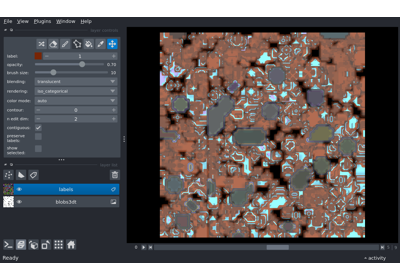 File View Plugins Window Help
label: 1
opacity: 0.70
brush size: 10
blending: translucent
rendering: iso_categorical
color mode: auto
contour: 0
n edit dim: 2
contiguous: ✓
preserve
labels:
show
selected:
labels
Ready
activity